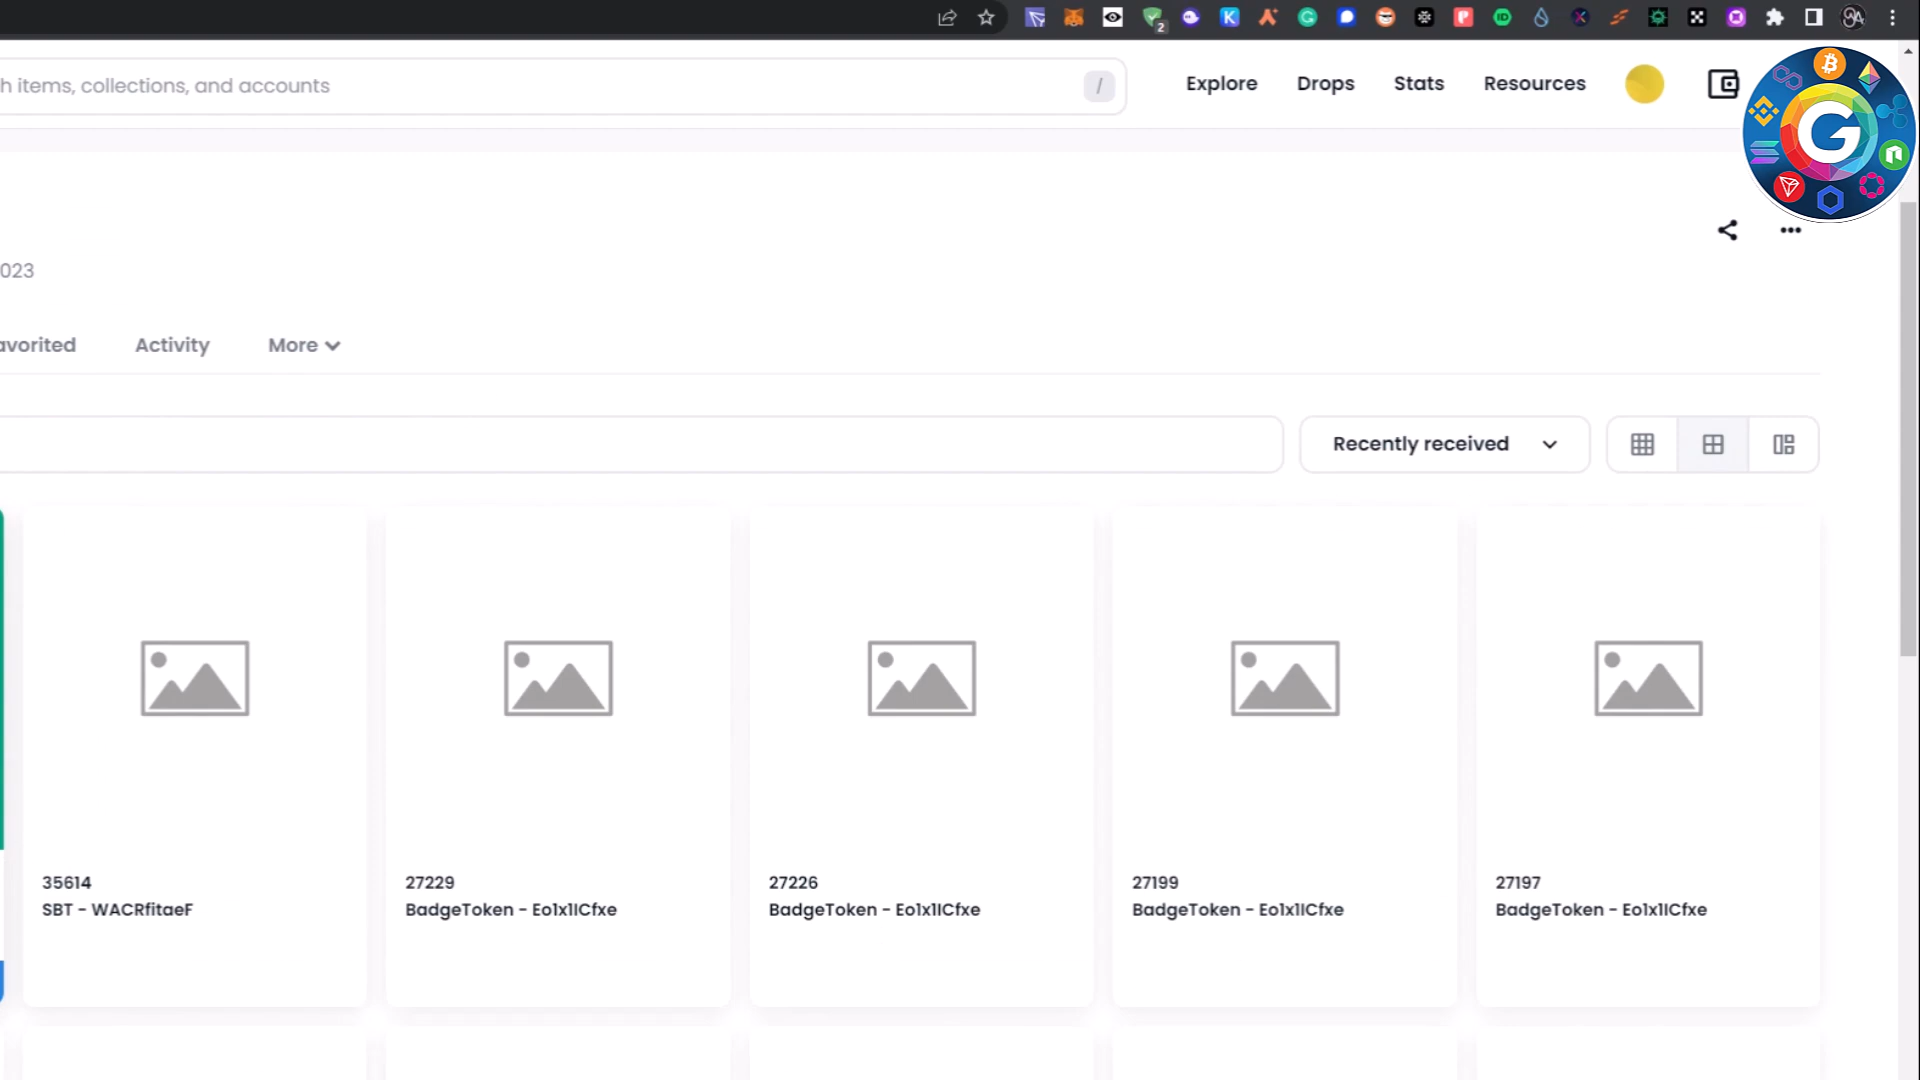 2
h items, collections, and accounts
/
Explore
Drops
Stats
Resources
G
023
avorited
Activity
More
Recently received
35614
SBT - WACRfitaeF
27229
BadgeToken - Eo1x1ICfxe
27226
BadgeToken - Eo1x1ICfxe
27199
BadgeToken - Eo1x1ICfxe
27197
BadgeToken - Eo1x1ICfxe